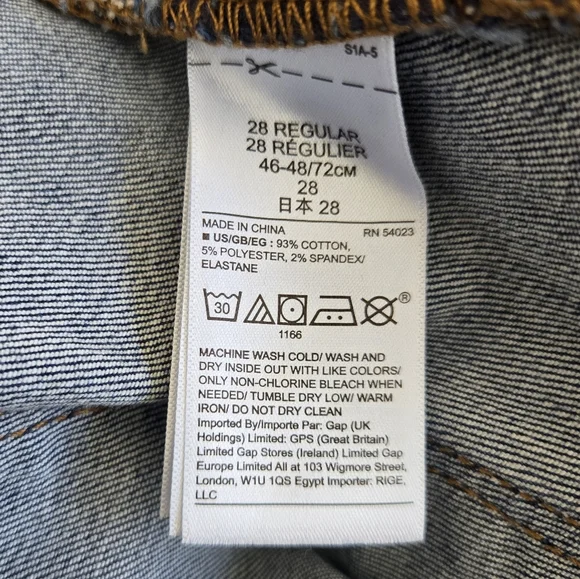 S1A-5
28 REGULAR
28 RÉGULIER
46-48/72CM
28
日本 28
MADE IN CHINA RN 54023
US/GB/EG : 93% COTTON,
5% POLYESTER, 2% SPANDEX/
ELASTANE
30
®
1166
MACHINE WASH COLD/ WASH AND
DRY INSIDE OUT WITH LIKE COLORS/
ONLY NON-CHLORINE BLEACH WHEN
NEEDED/ TUMBLE DRY LOW/ WARM
IRON/ DO NOT DRY CLEAN
Imported By/Importe Par: Gap (UK
Holdings) Limited: GPS (Great Britain)
Limited Gap Stores (Ireland) Limited Gap
Europe Limited All at 103 Wigmore Street,
London, W1U 1QS Egypt Importer: RIGE,
LLC